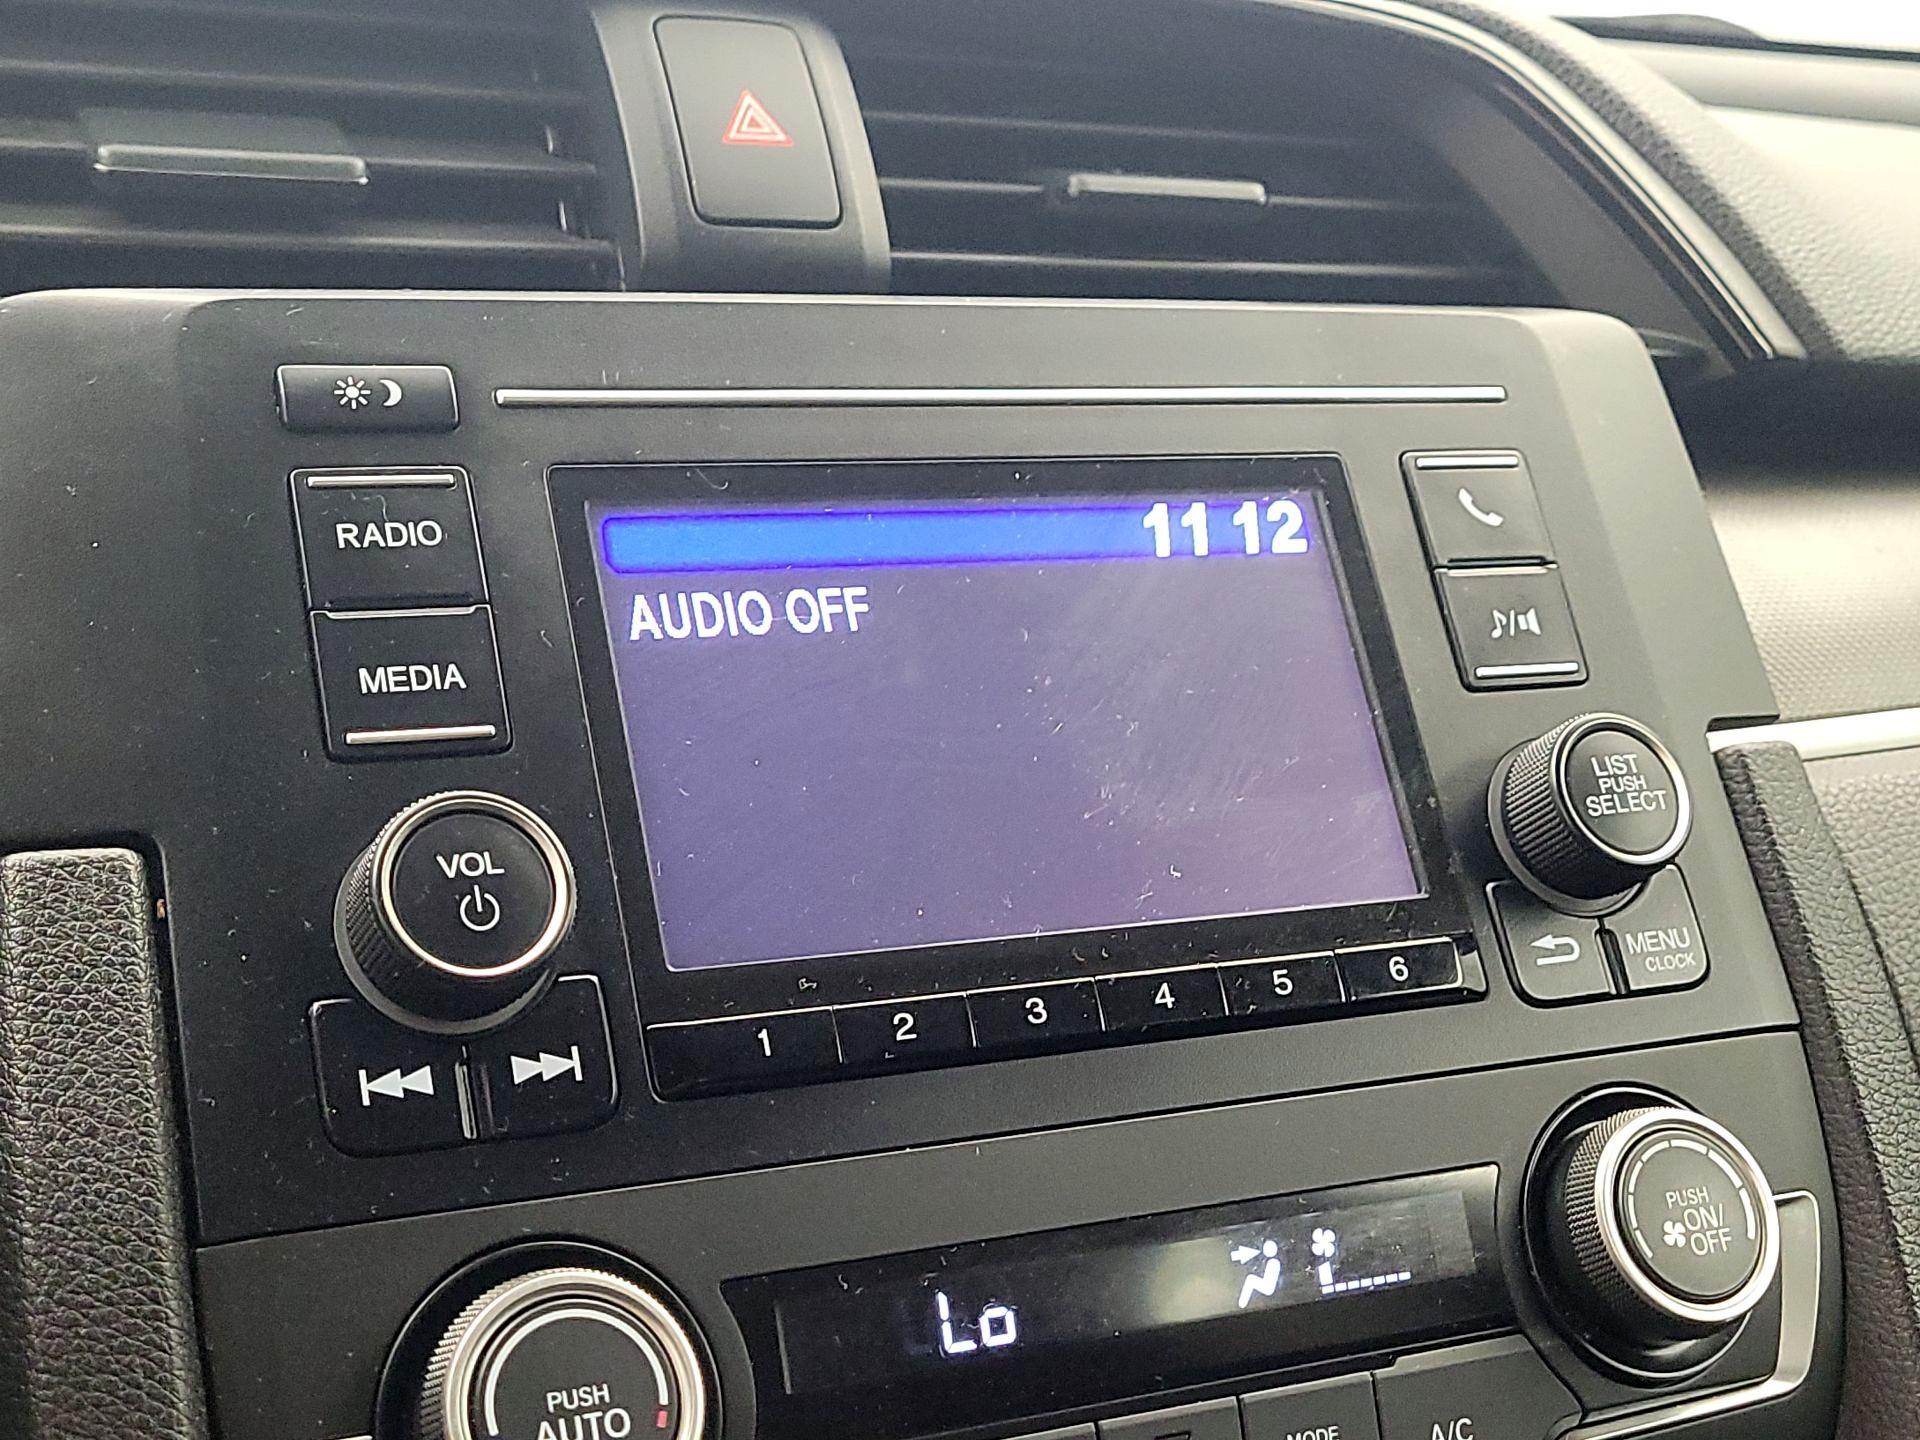 RADIO
MEDIA
VOL
11 12
AUDIO OFF
1 2 3 4 5 6
LIST
PUSH
SELECT
MENU
CLOCK
Lo
PUSH
ON/
OFF
PUSH
AUTO
MODE
A/C